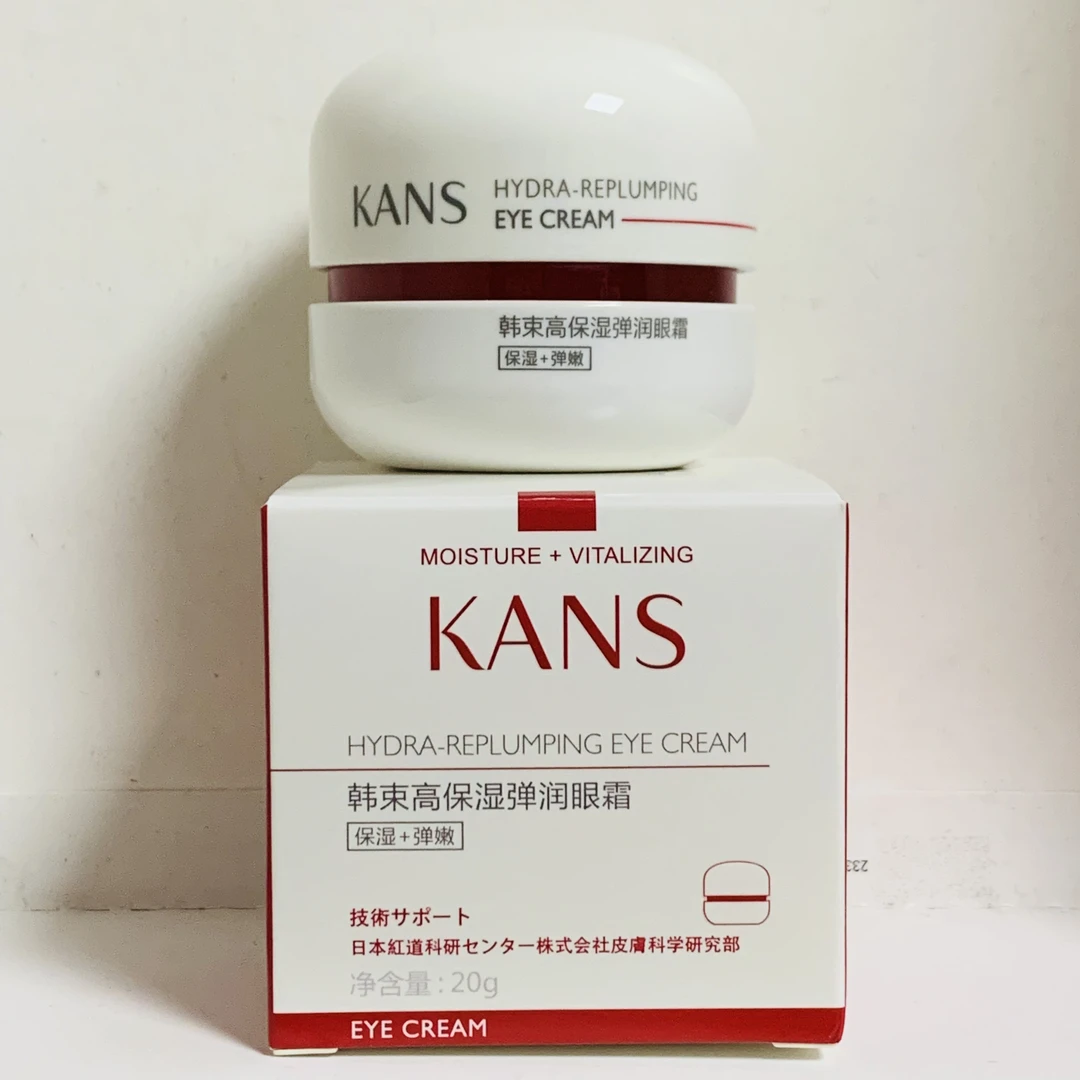 KANS HYDRA-REPLUMPING
EYE CREAM
韩束高保湿弹润眼霜
保湿+弹嫩
MOISTURE + VITALIZING
KANS
HYDRA-REPLUMPING EYE CREAM
韩束高保湿弹润眼霜
保湿+弹嫩
技術サポート
日本紅道科研センター株式会社皮膚科学研究部
净含量:20g
EYE CREAM